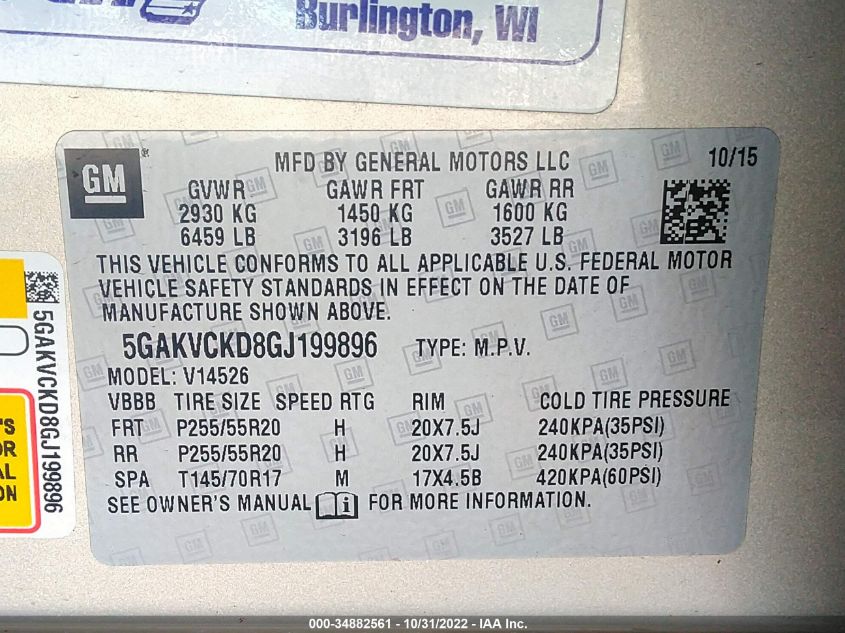 Burlington, WI
GM
MFD BY GENERAL MOTORS LLC 10/15
GVWR GAWR FRT GAWR RR
2930 KG 1450 KG 1600 KG
6459 LB 3196 LB 3527 LB
THIS VEHICLE CONFORMS TO ALL APPLICABLE U.S. FEDERAL MOTOR
VEHICLE SAFETY STANDARDS IN EFFECT ON THE DATE OF
MANUFACTURE SHOWN ABOVE.
5GAKVCKD8GJ199896 TYPE: M.P.V.
MODEL: V14526
VBBB TIRE SIZE SPEED RTG RIM COLD TIRE PRESSURE
FRT P255/55R20 H 20X7.5J 240KPA(35PSI)
RR P255/55R20 H 20X7.5J 240KPA(35PSI)
SPA T145/70R17 M 17X4.5B 420KPA(60PSI)
SEE OWNER'S MANUAL FOR MORE INFORMATION.
5GAKVCKD8GJ199896
000-34882561 - 10/31/2022 - IAA Inc.